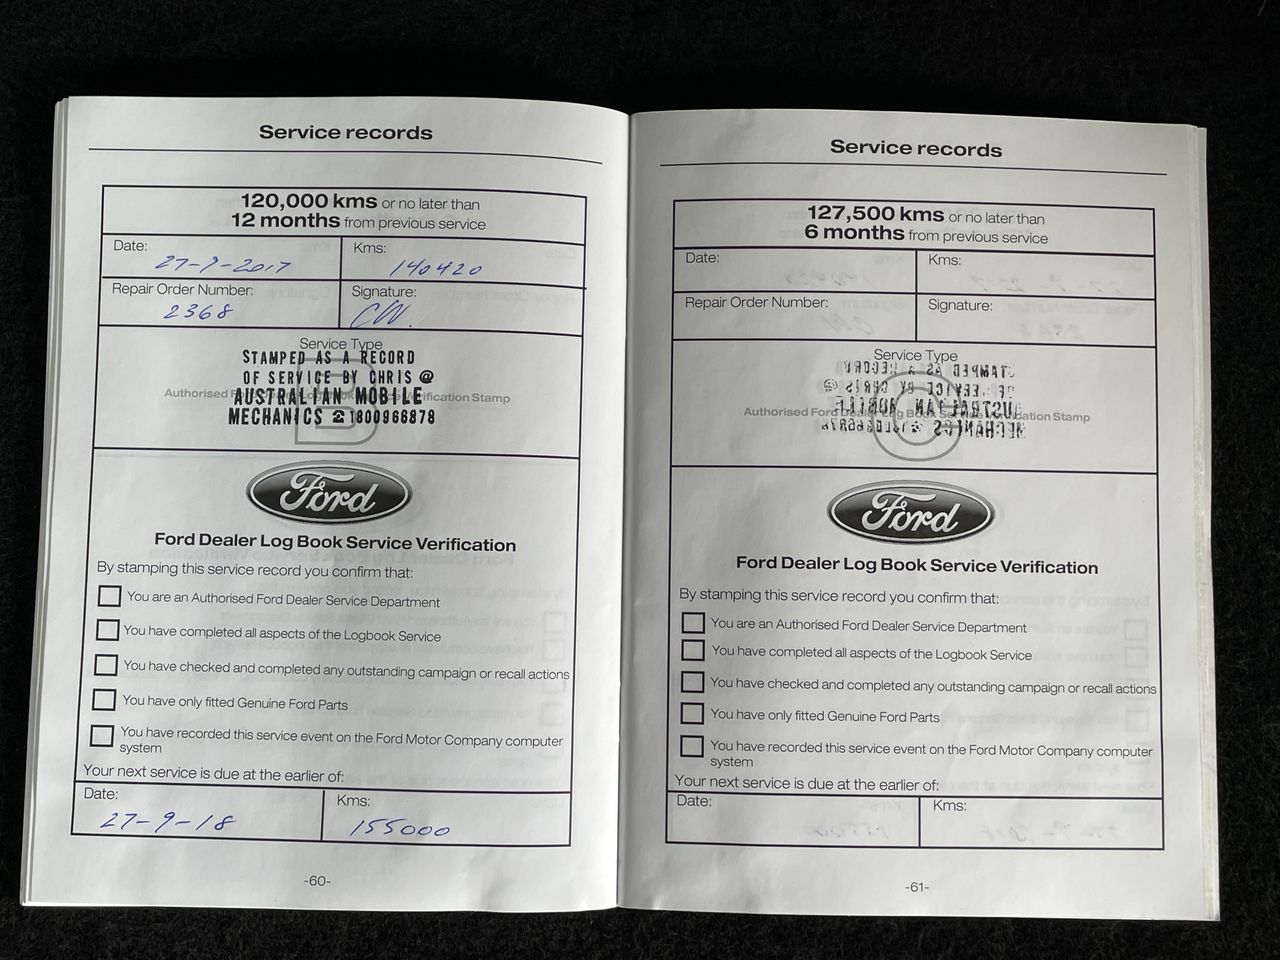 Service records
120,000 kms or no later than
12 months from previous service
Date:
27-9-2017
Kms:
140420
Repair Order Number:
2368
Signature:
CW.
Service Type
STAMPED AS A RECORD
OF SERVICE BY CHRIS @
AUSTRALIAN MOBILE
MECHANICS ☎1800966878
B
Ford
Ford Dealer Log Book Service Verification
By stamping this service record you confirm that:
You are an Authorised Ford Dealer Service Department
You have completed all aspects of the Logbook Service
You have checked and completed any outstanding campaign or recall actions
You have only fitted Genuine Ford Parts
You have recorded this service event on the Ford Motor Company computer
system
Your next service is due at the earlier of:
Date:
27-9-18
Kms:
155000
-60-
Service records
127,500 kms or no later than
6 months from previous service
Date:
Kms:
Repair Order Number:
Signature:
Service Type
Authorised Ford Dealer Log Book Service Verification Stamp
C
Ford
Ford Dealer Log Book Service Verification
By stamping this service record you confirm that:
You are an Authorised Ford Dealer Service Department
You have completed all aspects of the Logbook Service
You have checked and completed any outstanding campaign or recall actions
You have only fitted Genuine Ford Parts
You have recorded this service event on the Ford Motor Company computer
system
Your next service is due at the earlier of:
Date:
Kms:
-61-